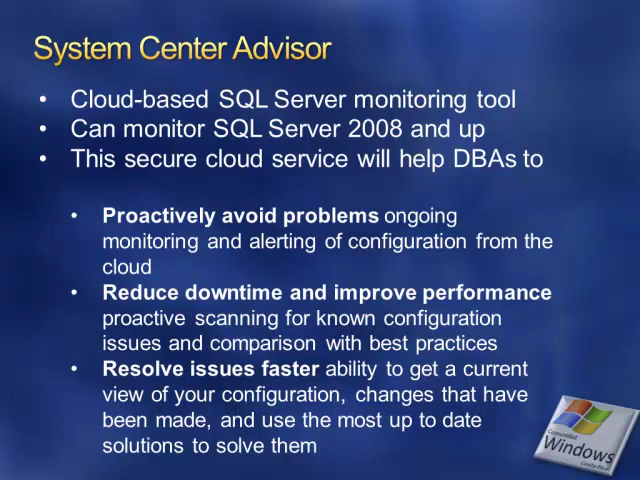 System Center Advisor
• Cloud-based SQL Server monitoring tool
• Can monitor SQL Server 2008 and up
• This secure cloud service will help DBAs to
• Proactively avoid problems ongoing
monitoring and alerting of configuration from the
cloud
• Reduce downtime and improve performance
proactive scanning for known configuration
issues and comparison with best practices
• Resolve issues faster ability to get a current
view of your configuration, changes that have
been made, and use the most up to date
solutions to solve them
Comunidad
Windows
Costa Rica